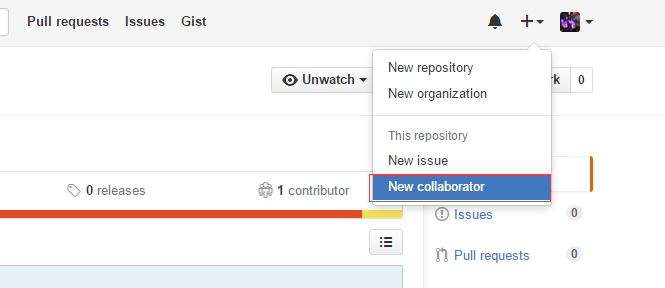 Pull requests Issues Gist
Unwatch rk 0
New repository
New organization
This repository
New issue
New collaborator
0 releases 1 contributor
Issues 0
Pull requests 0